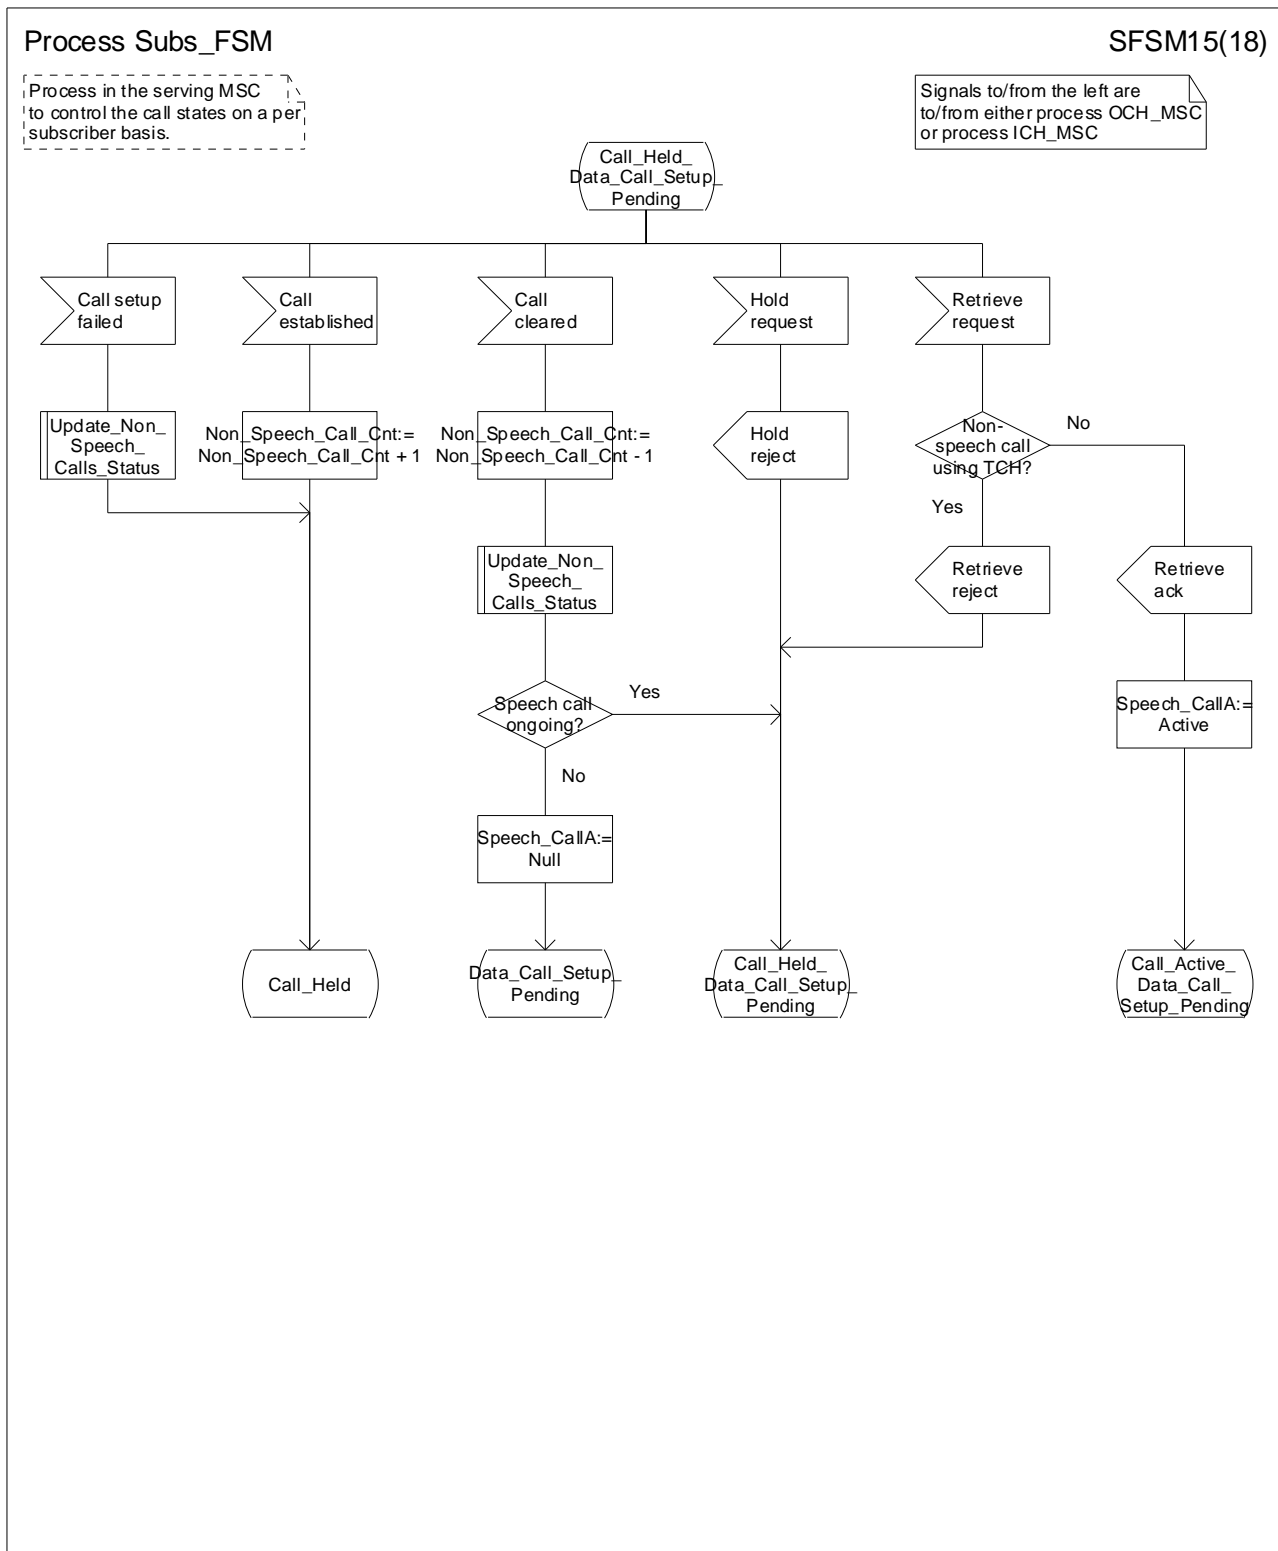 Process Subs_FSM
SFSM15(18)
Process in the serving MSC
to control the call states on a per
subscriber basis.
Signals to/from the left are
to/from either process OCH_MSC
or process ICH_MSC
Call_Held_
Data_Call_Setup_
Pending
Call setup
failed
Call
established
Call
cleared
Hold
request
Retrieve
request
Update_Non_
Speech_
Calls_Status
Non_Speech_Call_Cnt:=
Non_Speech_Call_Cnt + 1
Non_Speech_Call_Cnt:=
Non_Speech_Call_Cnt - 1
Hold
reject
Non-
speech call
using TCH?
No
Yes
Update_Non_
Speech_
Calls_Status
Retrieve
reject
Retrieve
ack
Speech call
ongoing?
Yes
No
Speech_CallA:=
Active
Speech_CallA:=
Null
Call_Held
Data_Call_Setup_
Pending
Call_Held_
Data_Call_Setup_
Pending
Call_Active_
Data_Call_
Setup_Pending